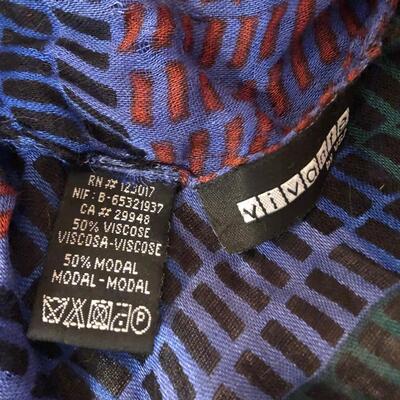 RN# 123017
NIF: B-65321937
CA# 29948
50% VISCOSE
VISCOSA-VISCOSE
50% MODAL
MODAL-MODAL